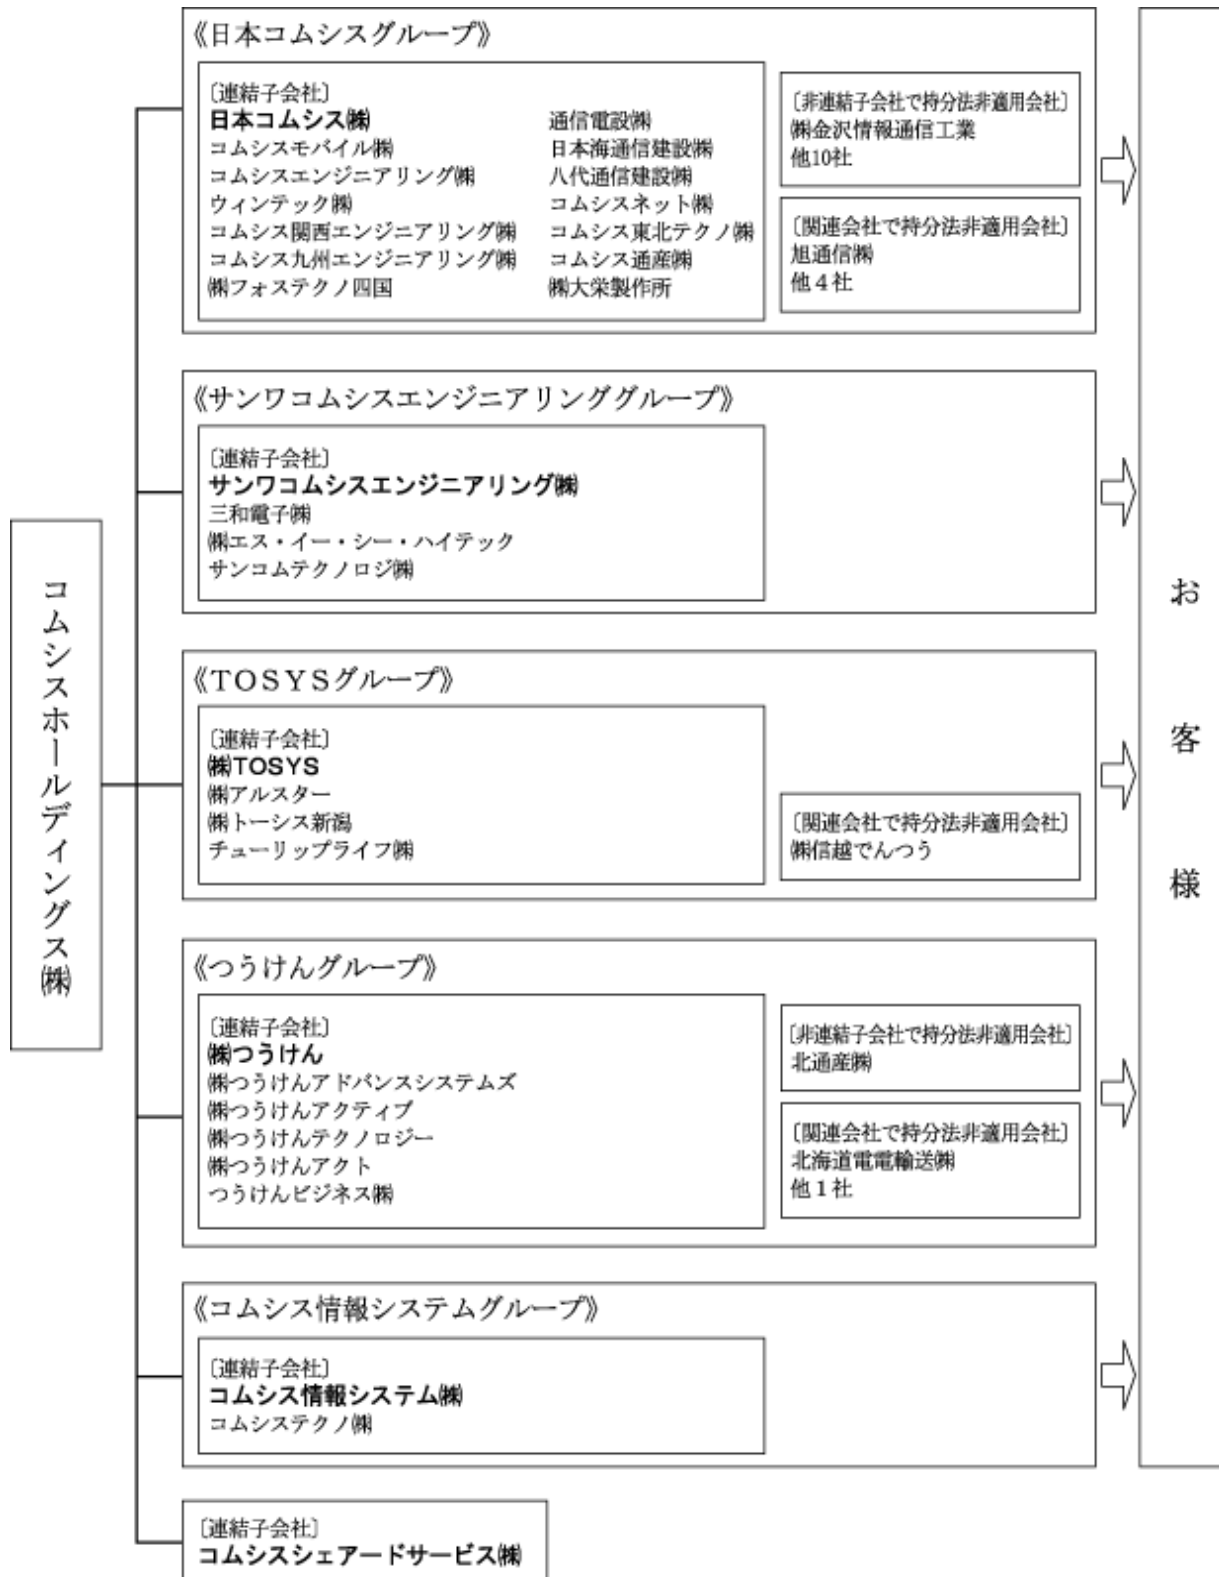 コムシスホールディングス㈱
《日本コムシスグループ》
〔連結子会社〕
日本コムシス㈱
コムシスモバイル㈱
コムシスエンジニアリング㈱
ウィンテック㈱
コムシス関西エンジニアリング㈱
コムシス九州エンジニアリング㈱
㈱フォステクノ四国
通信電設㈱
日本海通信建設㈱
八代通信建設㈱
コムシスネット㈱
コムシス東北テクノ㈱
コムシス通産㈱
㈱大栄製作所
〔非連結子会社で持分法非適用会社〕
㈱金沢情報通信工業
他10社
〔関連会社で持分法非適用会社〕
旭通信㈱
他４社
《サンワコムシスエンジニアリンググループ》
〔連結子会社〕
サンワコムシスエンジニアリング㈱
三和電子㈱
㈱エス・イー・シー・ハイテック
サンコムテクノロジ㈱
《ＴＯＳＹＳグループ》
〔連結子会社〕
㈱TOSYS
㈱アルスター
㈱トーシス新潟
チューリップライフ㈱
〔関連会社で持分法非適用会社〕
㈱信越でんつう
《つうけんグループ》
〔連結子会社〕
㈱つうけん
㈱つうけんアドバンスシステムズ
㈱つうけんアクティブ
㈱つうけんテクノロジー
㈱つうけんアクト
つうけんビジネス㈱
〔非連結子会社で持分法非適用会社〕
北通産㈱
〔関連会社で持分法非適用会社〕
北海道電電輸送㈱
他１社
《コムシス情報システムグループ》
〔連結子会社〕
コムシス情報システム㈱
コムシステクノ㈱
〔連結子会社〕
コムシスシェアードサービス㈱
お客様